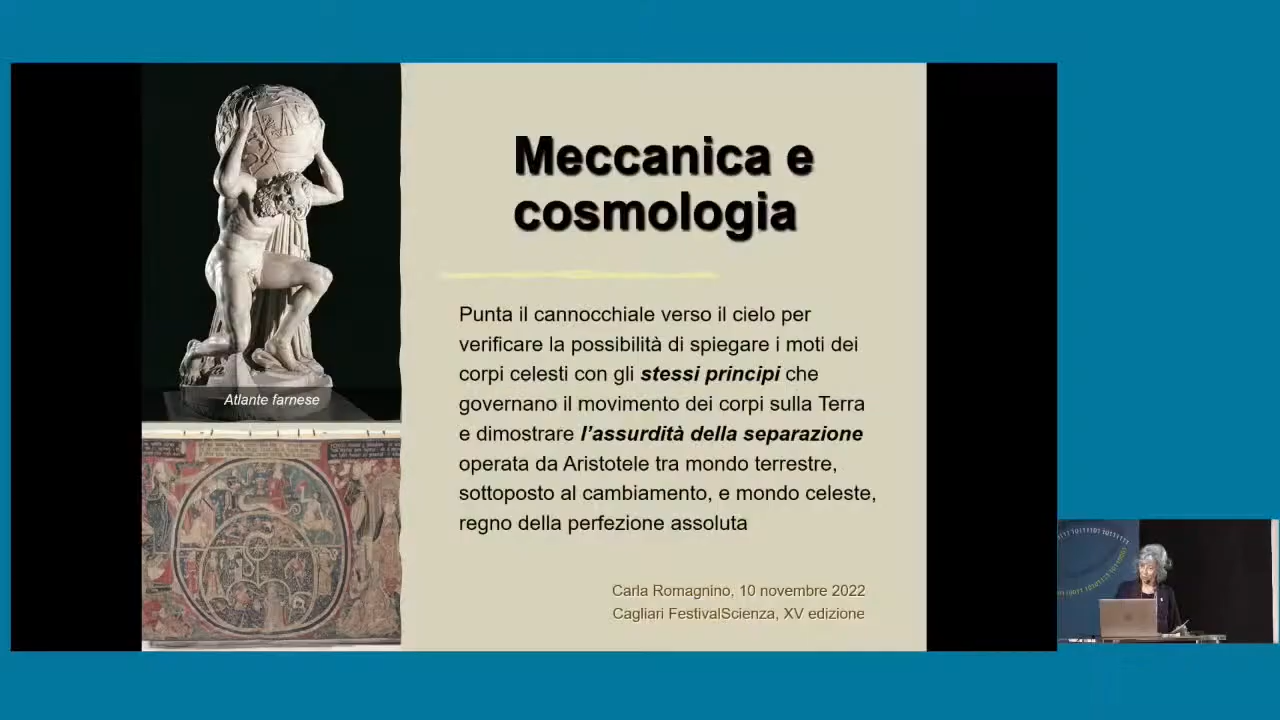 Meccanica e
cosmologia
Punta il cannocchiale verso il cielo per
verificare la possibilità di spiegare i moti dei
corpi celesti con gli stessi principi che
governano il movimento dei corpi sulla Terra
e dimostrare l'assurdità della separazione
operata da Aristotele tra mondo terrestre,
sottoposto al cambiamento, e mondo celeste,
regno della perfezione assoluta
Atlante farnese
Carla Romagnino, 10 novembre 2022
Cagliari FestivalScienza, XV edizione